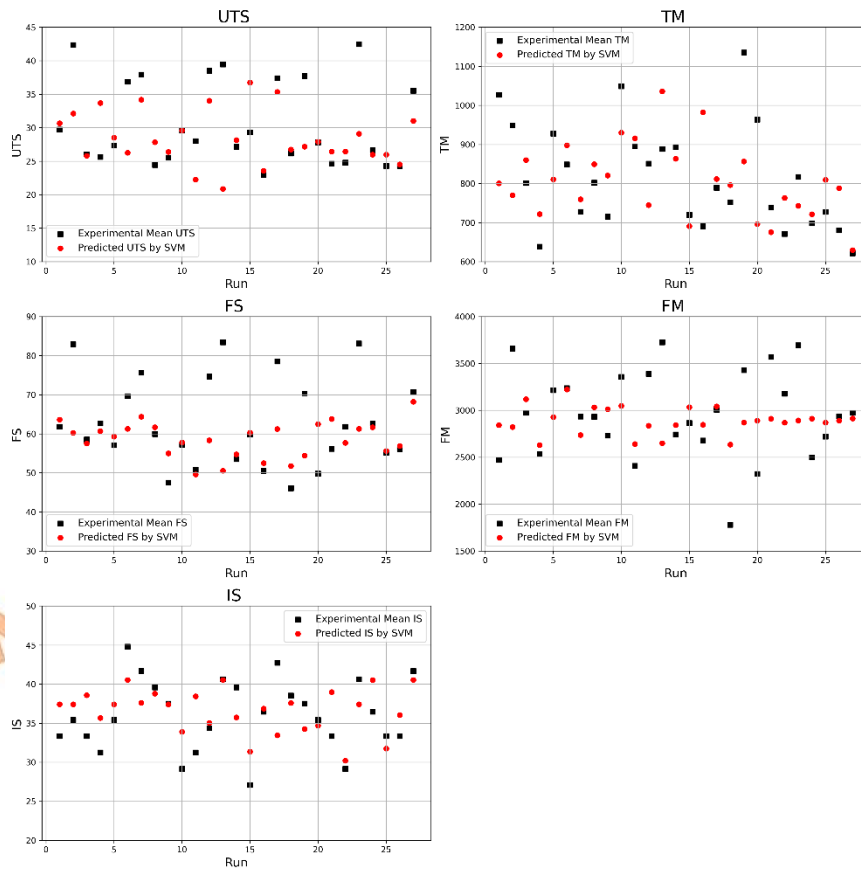 UTS
45
40
35
30
25
20
15
10
UTS
Experimental Mean UTS
Predicted UTS by SVM
0 5 10 15 20 25
Run
TM
1200
1100
1000
900
800
700
600
TM
Experimental Mean TM
Predicted TM by SVM
0 5 10 15 20 25
Run
FS
90
80
70
60
50
40
30
FS
Experimental Mean FS
Predicted FS by SVM
0 5 10 15 20 25
Run
FM
4000
3500
3000
2500
2000
1500
FM
Experimental Mean FM
Predicted FM by SVM
0 5 10 15 20 25
Run
IS
50
45
40
35
30
25
20
IS
Experimental Mean IS
Predicted IS by SVM
0 5 10 15 20 25
Run